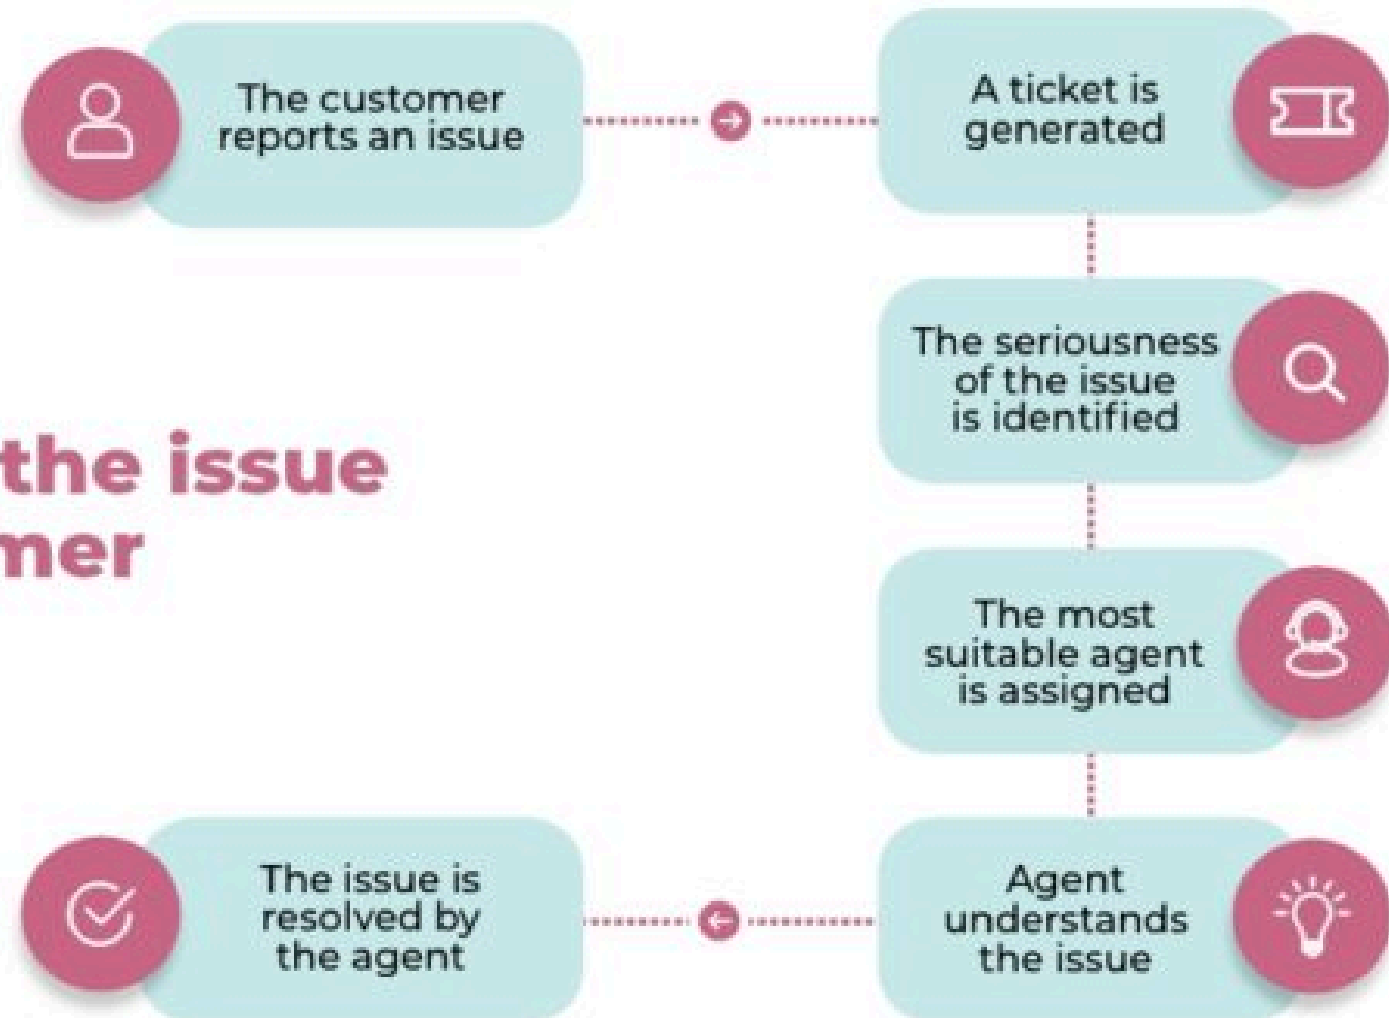 The customer
reports an issue
A ticket is
generated
The seriousness
of the issue
is identified
the issue
mer
The most
suitable agent
is assigned
Agent
understands
the issue
The issue is
resolved by
the agent